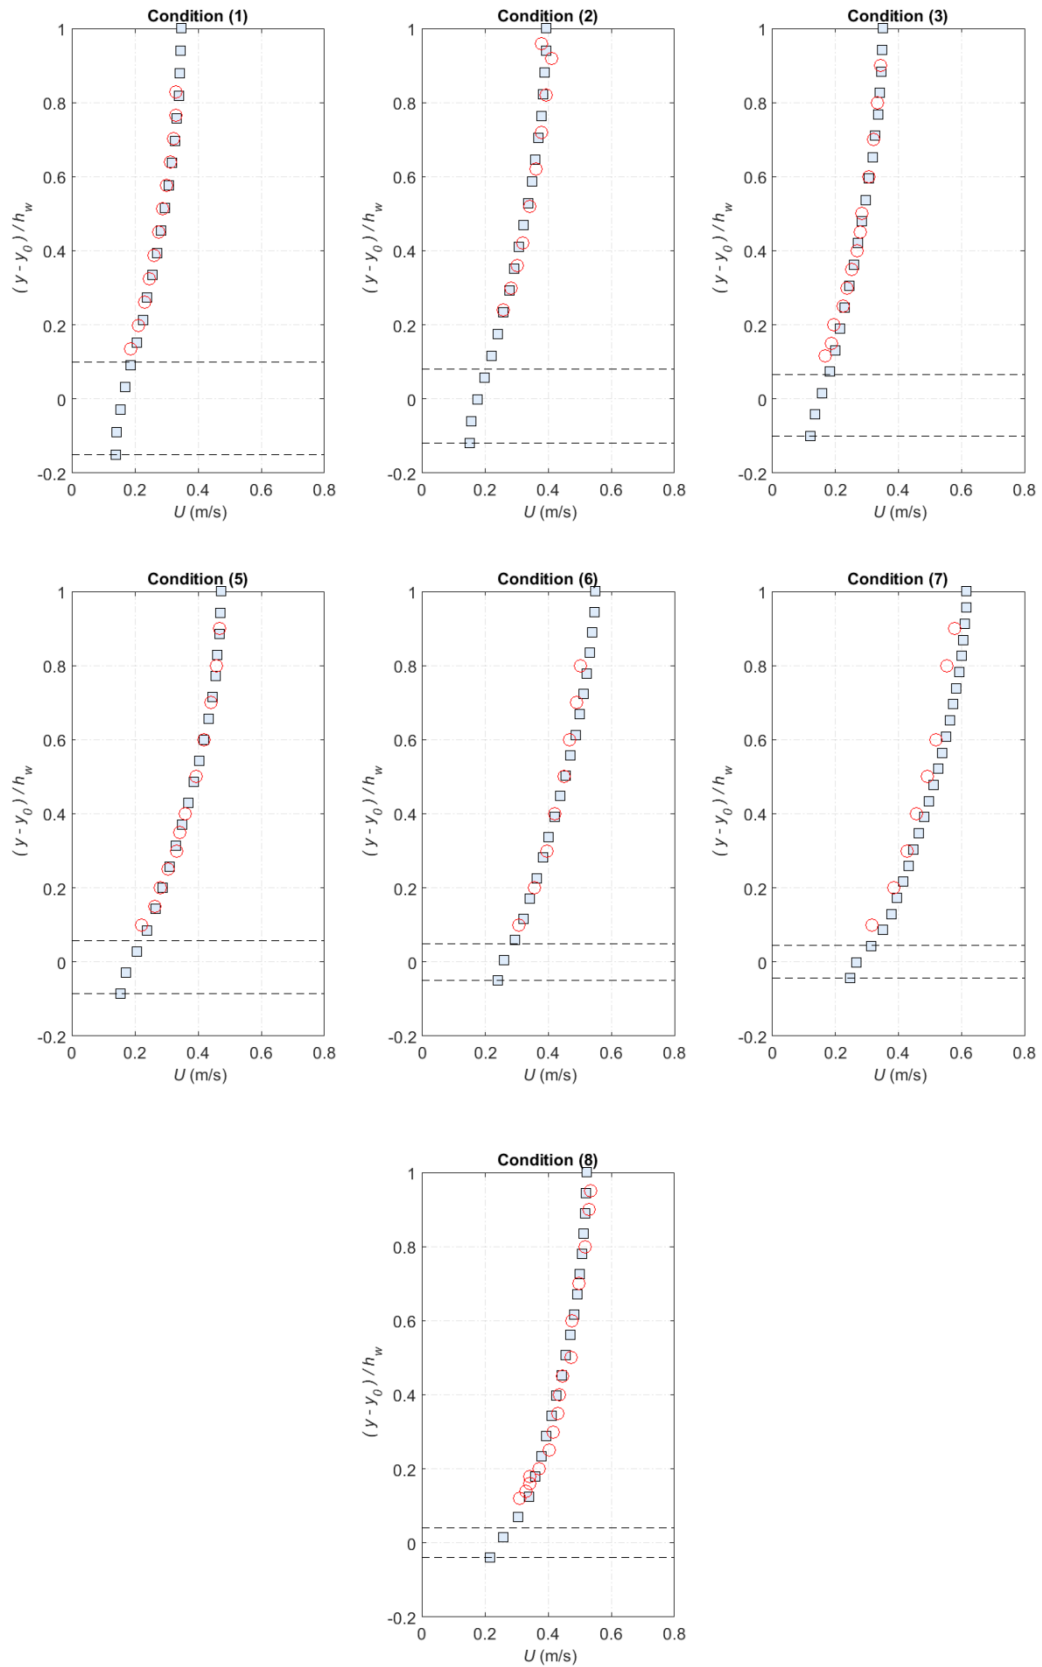 Condition (1)
1
0.8
0.6
0.4
0.2
0
-0.2
( y - y0 ) / hw
0 0.2 0.4 0.6 0.8
U (m/s)
Condition (2)
1
0.8
0.6
0.4
0.2
0
-0.2
( y - y0 ) / hw
0 0.2 0.4 0.6 0.8
U (m/s)
Condition (3)
1
0.8
0.6
0.4
0.2
0
-0.2
( y - y0 ) / hw
0 0.2 0.4 0.6 0.8
U (m/s)
Condition (5)
1
0.8
0.6
0.4
0.2
0
-0.2
( y - y0 ) / hw
0 0.2 0.4 0.6 0.8
U (m/s)
Condition (6)
1
0.8
0.6
0.4
0.2
0
-0.2
( y - y0 ) / hw
0 0.2 0.4 0.6 0.8
U (m/s)
Condition (7)
1
0.8
0.6
0.4
0.2
0
-0.2
( y - y0 ) / hw
0 0.2 0.4 0.6 0.8
U (m/s)
Condition (8)
1
0.8
0.6
0.4
0.2
0
-0.2
( y - y0 ) / hw
0 0.2 0.4 0.6 0.8
U (m/s)